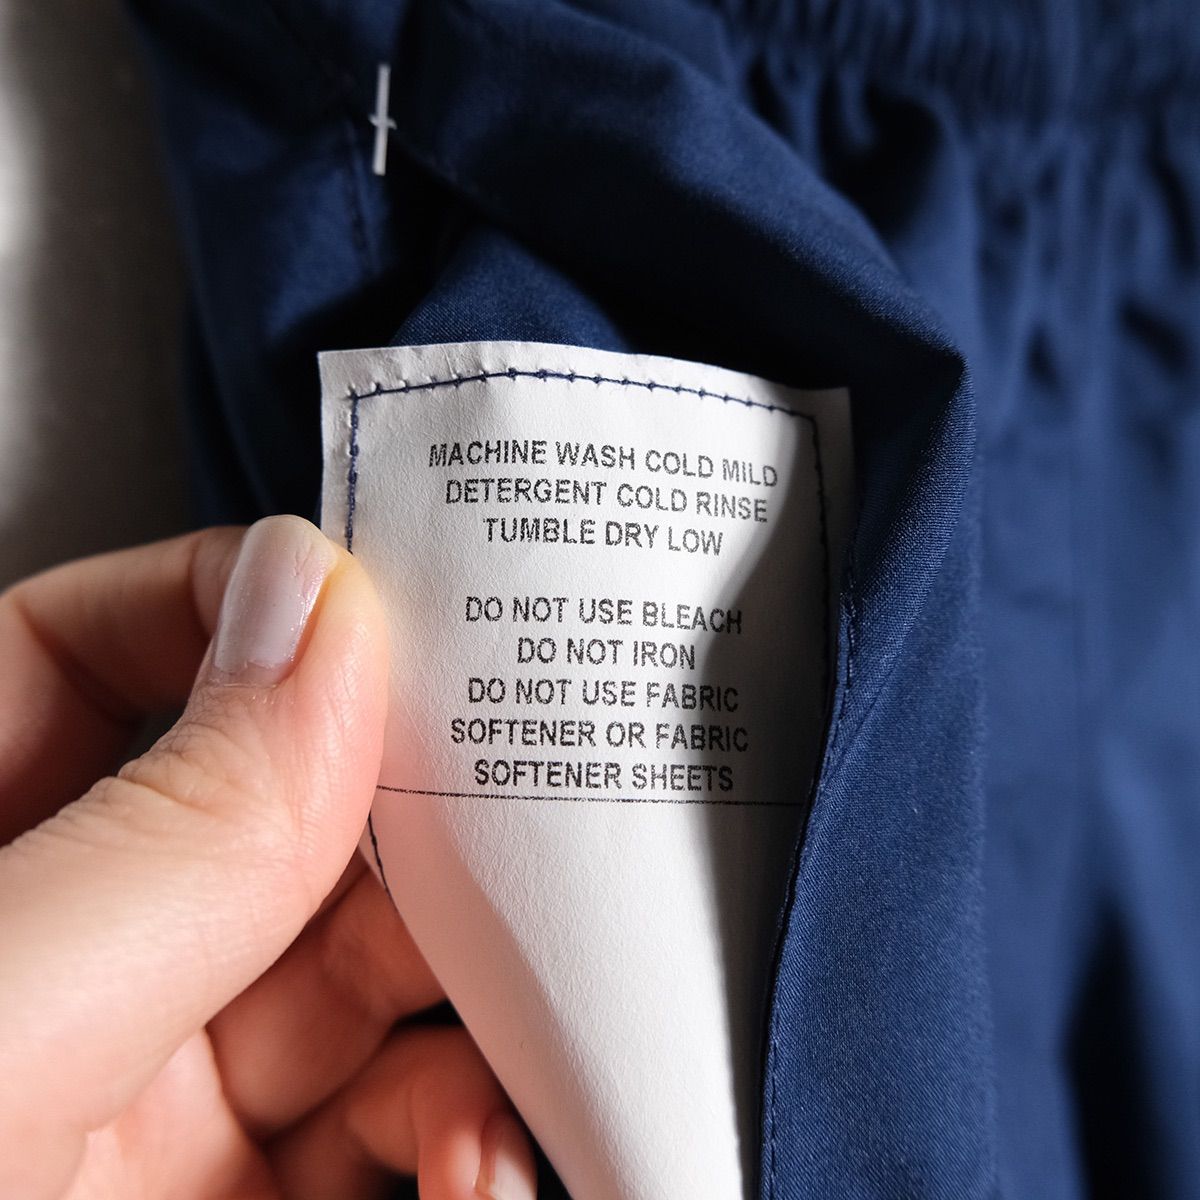 MACHINE WASH COLD MILD
DETERGENT COLD RINSE
TUMBLE DRY LOW
DO NOT USE BLEACH
DO NOT IRON
DO NOT USE FABRIC
SOFTENER OR FABRIC
SOFTENER SHEETS